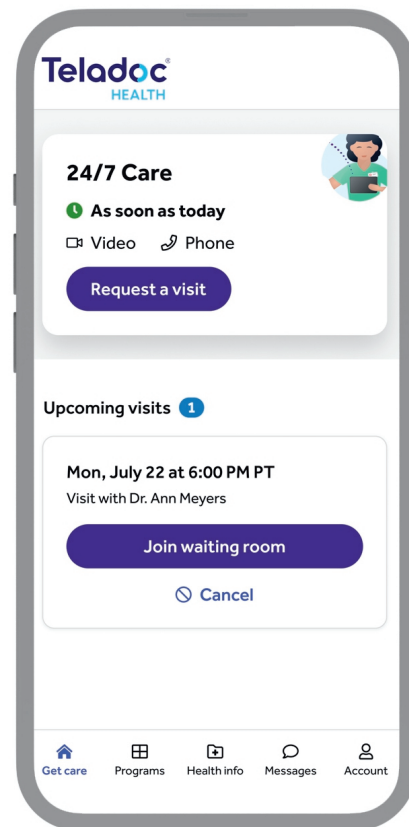 Teladoc®
HEALTH
24/7 Care
As soon as today
Video Phone
Request a visit
Upcoming visits 1
Mon, July 22 at 6:00 PM PT
Visit with Dr. Ann Meyers
Join waiting room
Cancel
Get care Programs Health info Messages Account